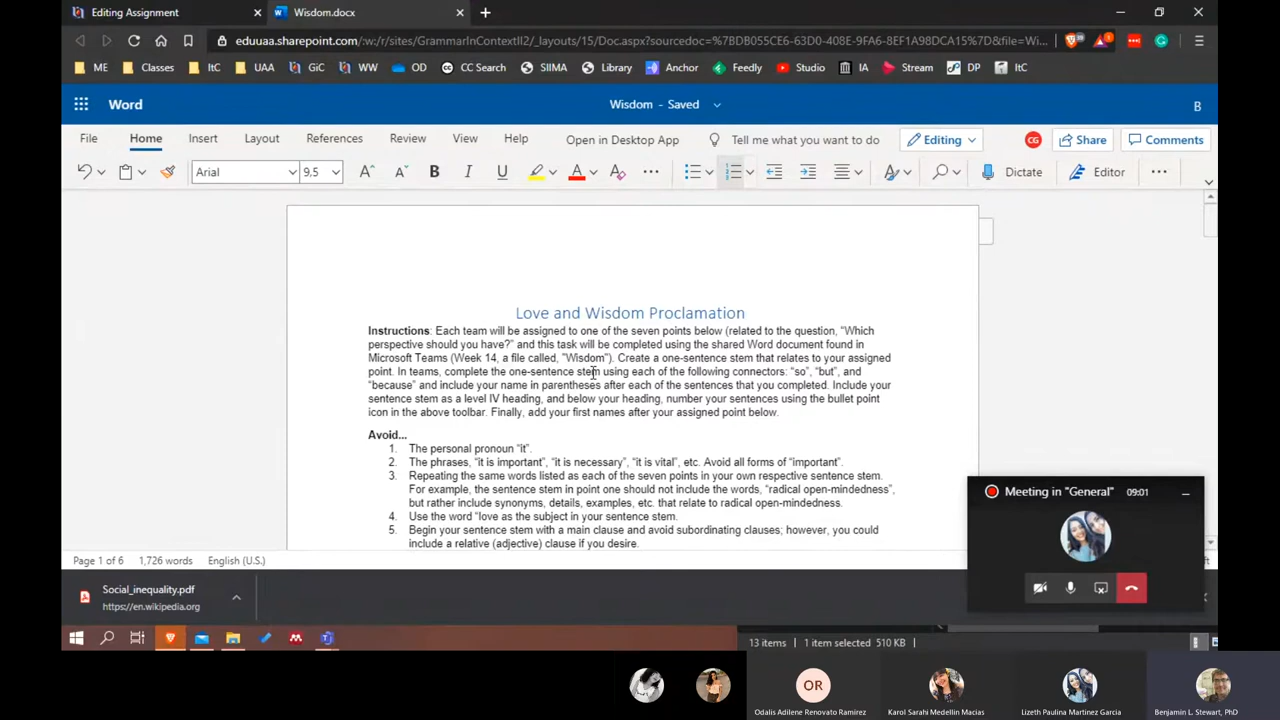 Editing Assignment
Wisdom.docx
eduuaa.sharepoint.com/:w:/r/sites/GrammarInContextII2/_layouts/15/Doc.aspx?sourcedoc=%7BDB055CE6-63D0-408E-9FA6-8EF1A98DCA15%7D&file=Wi...
ME Classes ItC UAA GiC WW OD CC Search SIIMA Library Anchor Feedly Studio IA Stream DP ItC
Word
Wisdom - Saved
B
File Home Insert Layout References Review View Help Open in Desktop App Tell me what you want to do Editing CG Share Comments
Arial 9.5 B I U A Dictate Editor
Love and Wisdom Proclamation
Instructions: Each team will be assigned to one of the seven points below (related to the question, “Which
perspective should you have?” and this task will be completed using the shared Word document found in
Microsoft Teams (Week 14, a file called, "Wisdom"). Create a one-sentence stem that relates to your assigned
point. In teams, complete the one-sentence stem using each of the following connectors: “so”, “but”, and
“because” and include your name in parentheses after each of the sentences that you completed. Include your
sentence stem as a level IV heading, and below your heading, number your sentences using the bullet point
icon in the above toolbar. Finally, add your first names after your assigned point below.
Avoid...
1. The personal pronoun “it”.
2. The phrases, “it is important”, “it is necessary”, “it is vital”, etc. Avoid all forms of “important”.
3. Repeating the same words listed as each of the seven points in your own respective sentence stem.
For example, the sentence stem in point one should not include the words, “radical open-mindedness”,
but rather include synonyms, details, examples, etc. that relate to radical open-mindedness.
4. Use the word “love as the subject in your sentence stem.
5. Begin your sentence stem with a main clause and avoid subordinating clauses; however, you could
include a relative (adjective) clause if you desire.
Meeting in "General" 09:01
Page 1 of 6 1,726 words English (U.S.)
Social_inequality.pdf
https://en.wikipedia.org
13 items 1 item selected 510 KB
OR
Odalis Adilene Renovato Ramirez
Karol Sarahi Medellin Macias
Lizeth Paulina Martinez Garcia
Benjamin L. Stewart, PhD